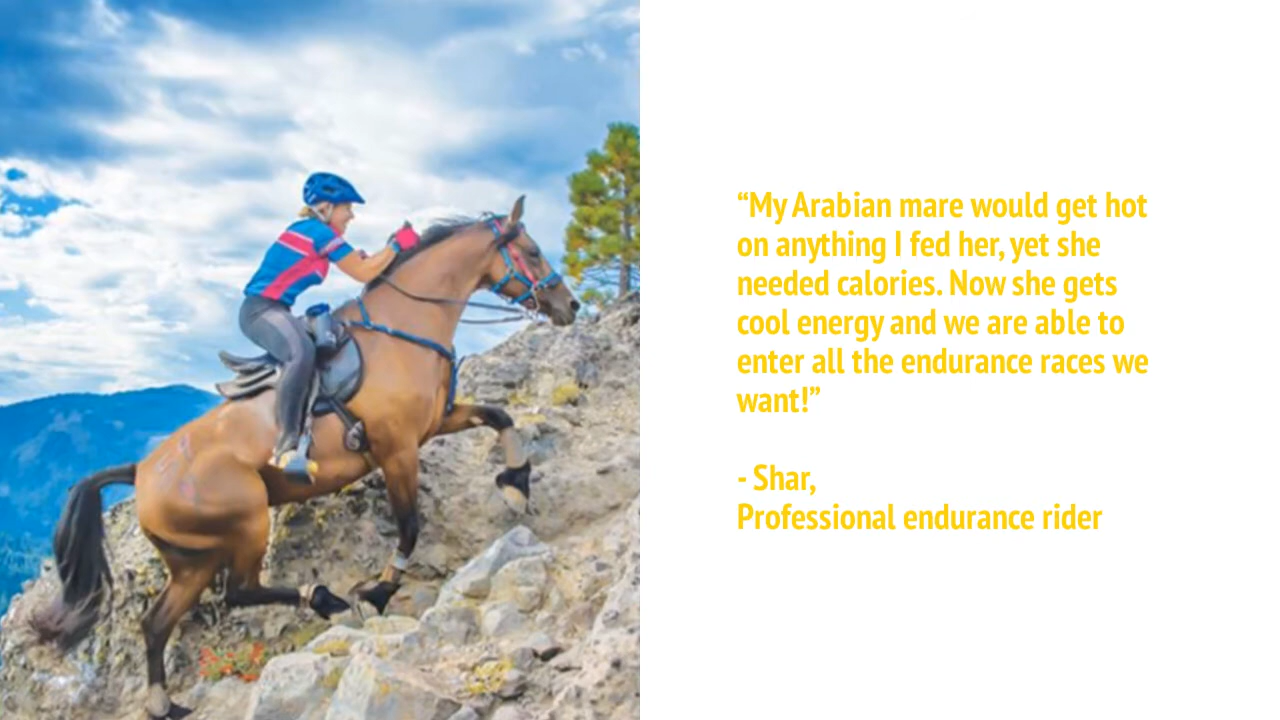 “My Arabian mare would get hot
on anything I fed her, yet she
needed calories. Now she gets
cool energy and we are able to
enter all the endurance races we
want!”
- Shar,
Professional endurance rider